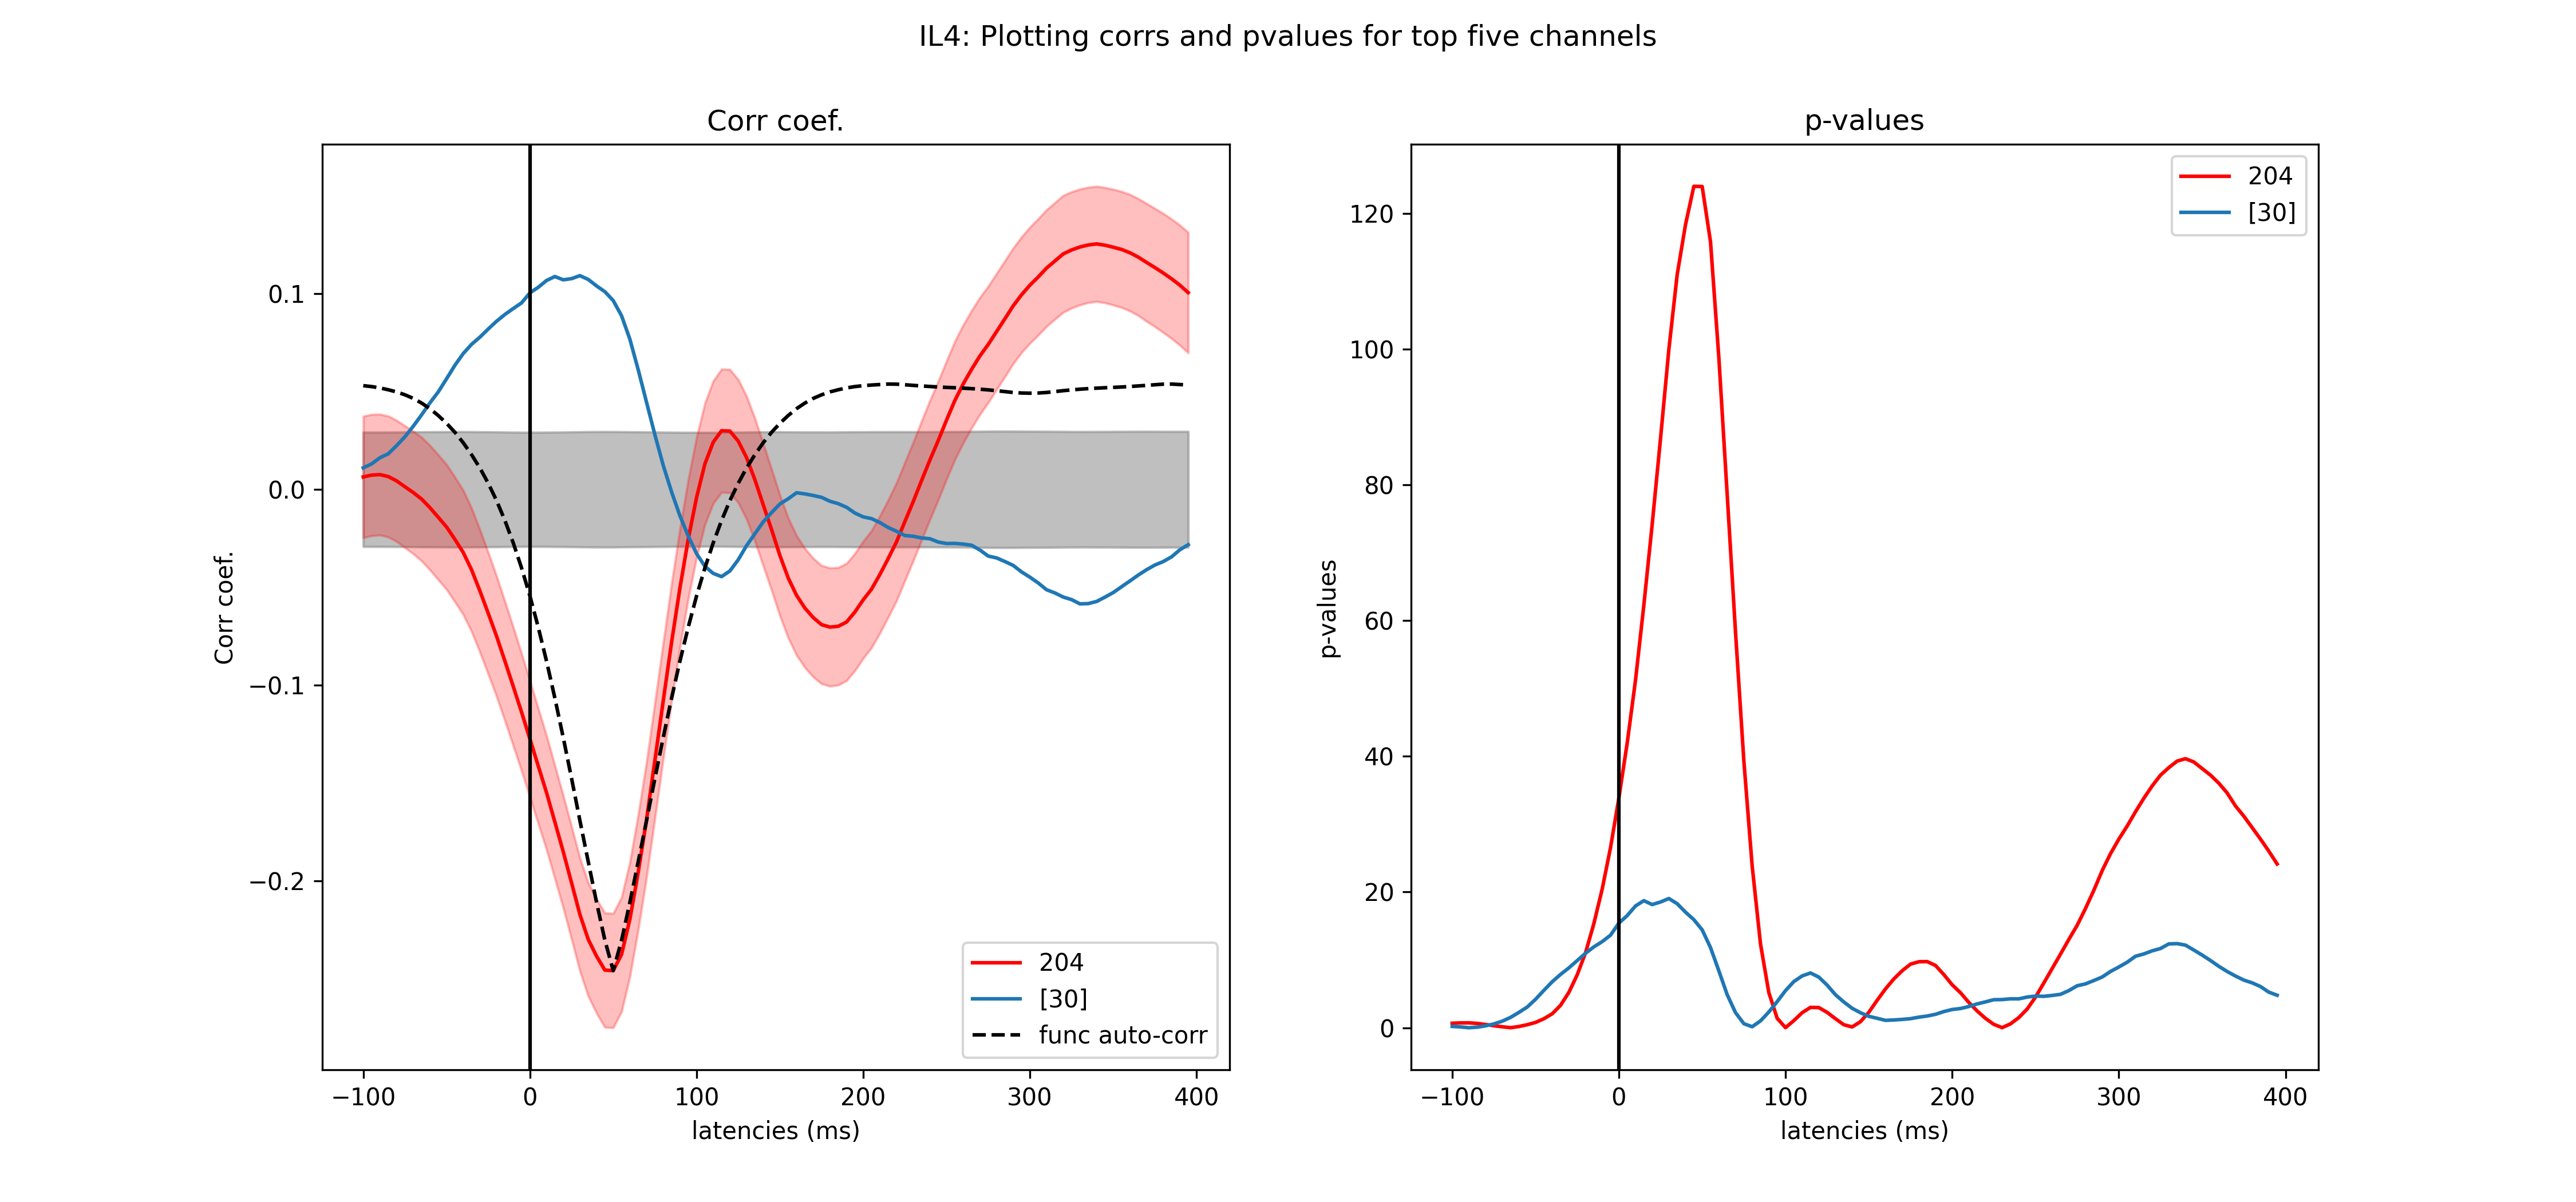 IL4: Plotting corrs and pvalues for top five channels
Corr coef.
Corr coef.
0.1
0.0
−0.1
−0.2
204
[30]
func auto-corr
−100 0 100 200 300 400
latencies (ms)
p-values
p-values
120
100
80
60
40
20
0
204
[30]
−100 0 100 200 300 400
latencies (ms)